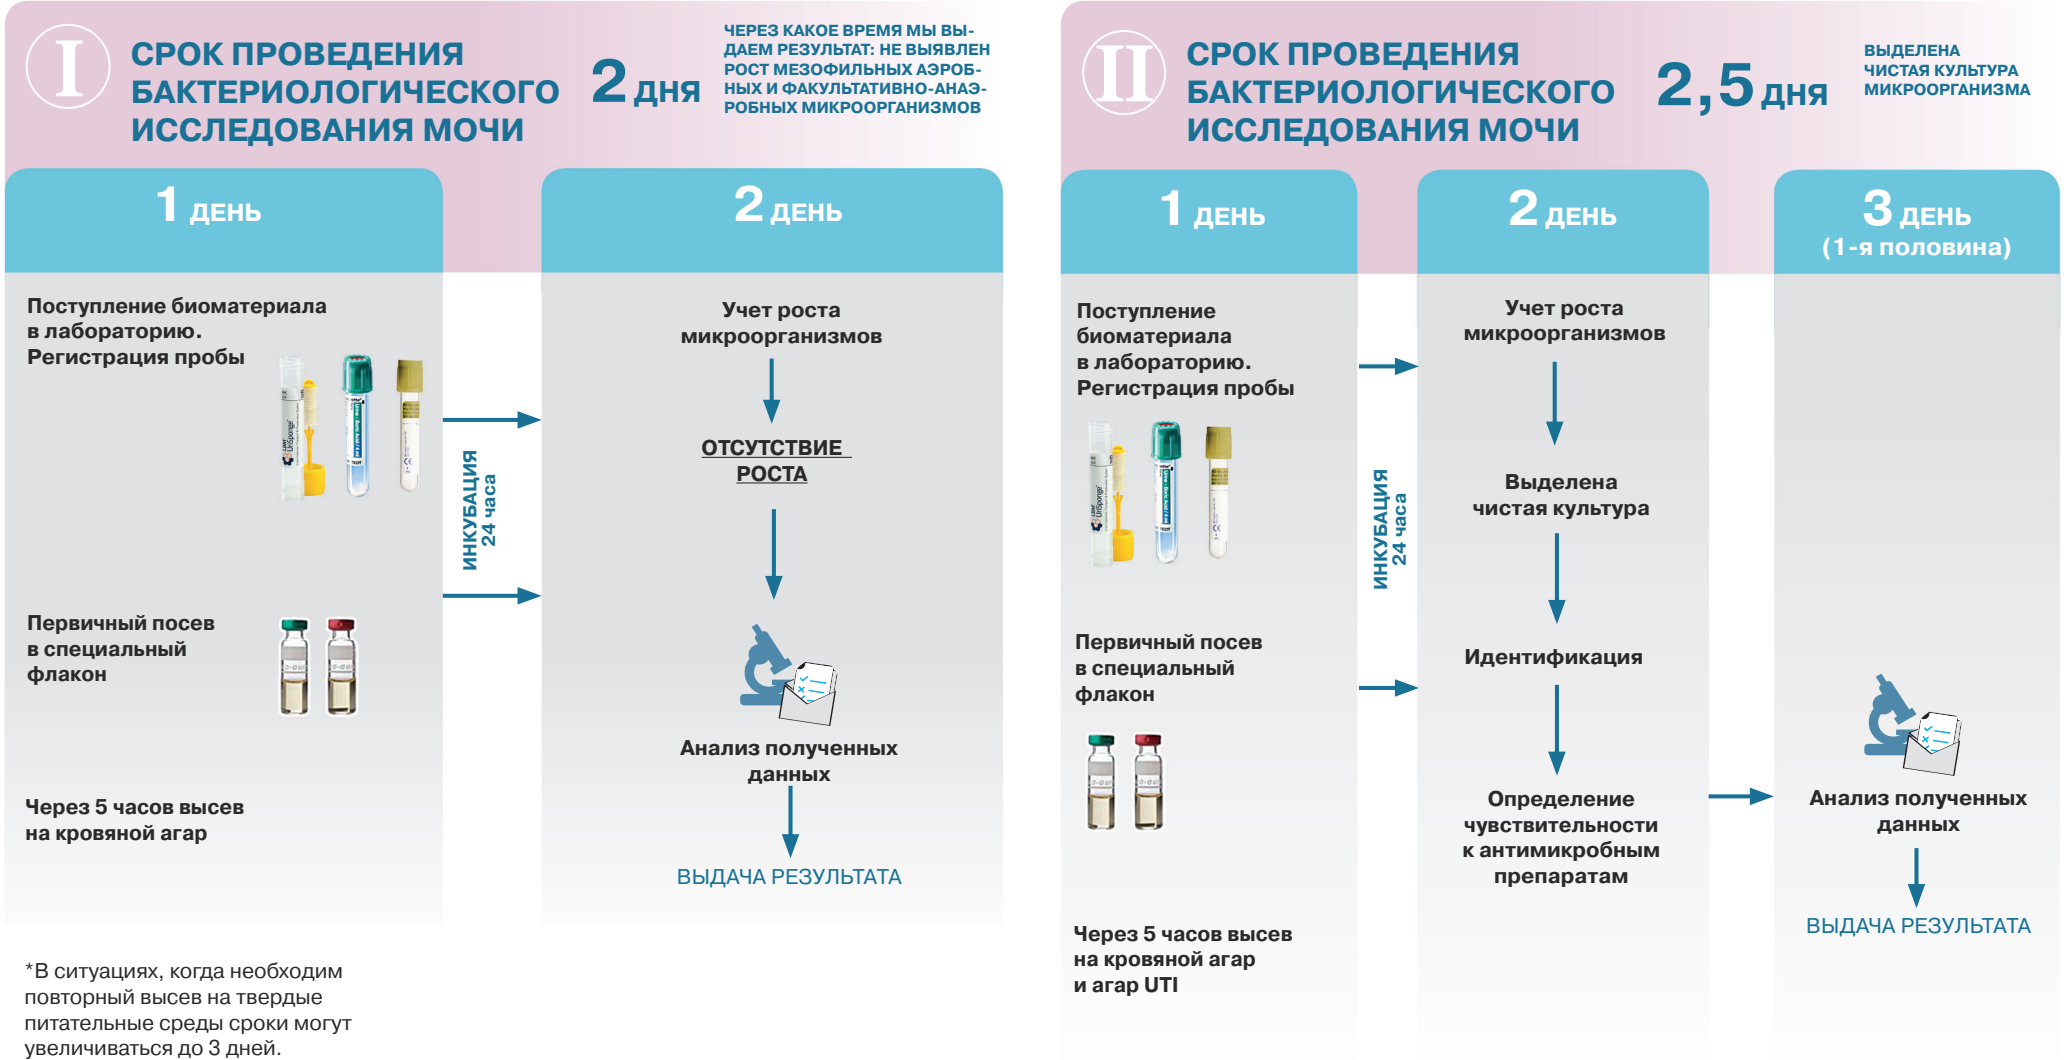 I
СРОК ПРОВЕДЕНИЯ
БАКТЕРИОЛОГИЧЕСКОГО
ИССЛЕДОВАНИЯ МОЧИ
2 ДНЯ
ЧЕРЕЗ КАКОЕ ВРЕМЯ МЫ ВЫ-
ДАЕМ РЕЗУЛЬТАТ: НЕ ВЫЯВЛЕН
РОСТ МЕЗОФИЛЬНЫХ АЭРОБ-
НЫХ И ФАКУЛЬТАТИВНО-АНАЭ-
РОБНЫХ МИКРООРГАНИЗМОВ
1 ДЕНЬ
Поступление биоматериала
в лабораторию.
Регистрация пробы
UriSponge
Первичный посев
в специальный
флакон
Через 5 часов высев
на кровяной агар
ИНКУБАЦИЯ
24 часа
2 ДЕНЬ
Учет роста
микроорганизмов
ОТСУТСТВИЕ
РОСТА
Анализ полученных
данных
ВЫДАЧА РЕЗУЛЬТАТА
*В ситуациях, когда необходим
повторный высев на твердые
питательные среды сроки могут
увеличиваться до 3 дней.
II
СРОК ПРОВЕДЕНИЯ
БАКТЕРИОЛОГИЧЕСКОГО
ИССЛЕДОВАНИЯ МОЧИ
2,5 ДНЯ
ВЫДЕЛЕНА
ЧИСТАЯ КУЛЬТУРА
МИКРООРГАНИЗМА
1 ДЕНЬ
Поступление
биоматериала
в лабораторию.
Регистрация пробы
UriSponge
Первичный посев
в специальный
флакон
Через 5 часов высев
на кровяной агар
и агар UTI
ИНКУБАЦИЯ
24 часа
2 ДЕНЬ
Учет роста
микроорганизмов
Выделена
чистая культура
Идентификация
Определение
чувствительности
к антимикробным
препаратам
3 ДЕНЬ
(1-я половина)
Анализ полученных
данных
ВЫДАЧА РЕЗУЛЬТАТА